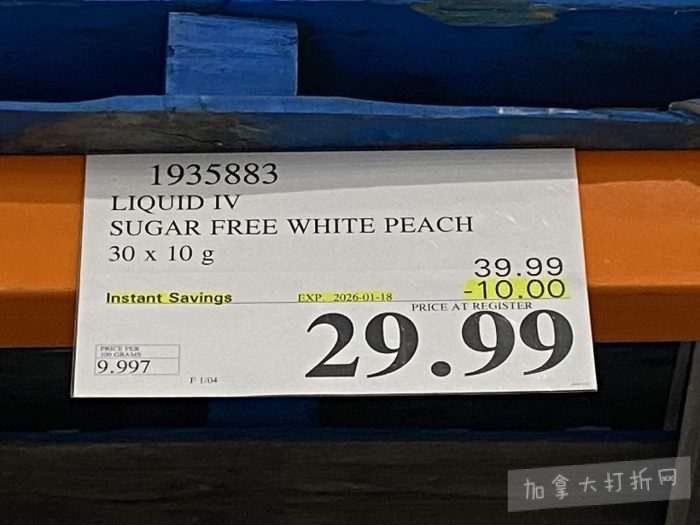 1935883
LIQUID IV
SUGAR FREE WHITE PEACH
30 x 10 g
39.99
Instant Savings EXP. 2026-01-18 -10.00
PRICE AT REGISTER
29.99
PRICE PER
100 GRAMS
9.997
F 1/04
加拿大打折网